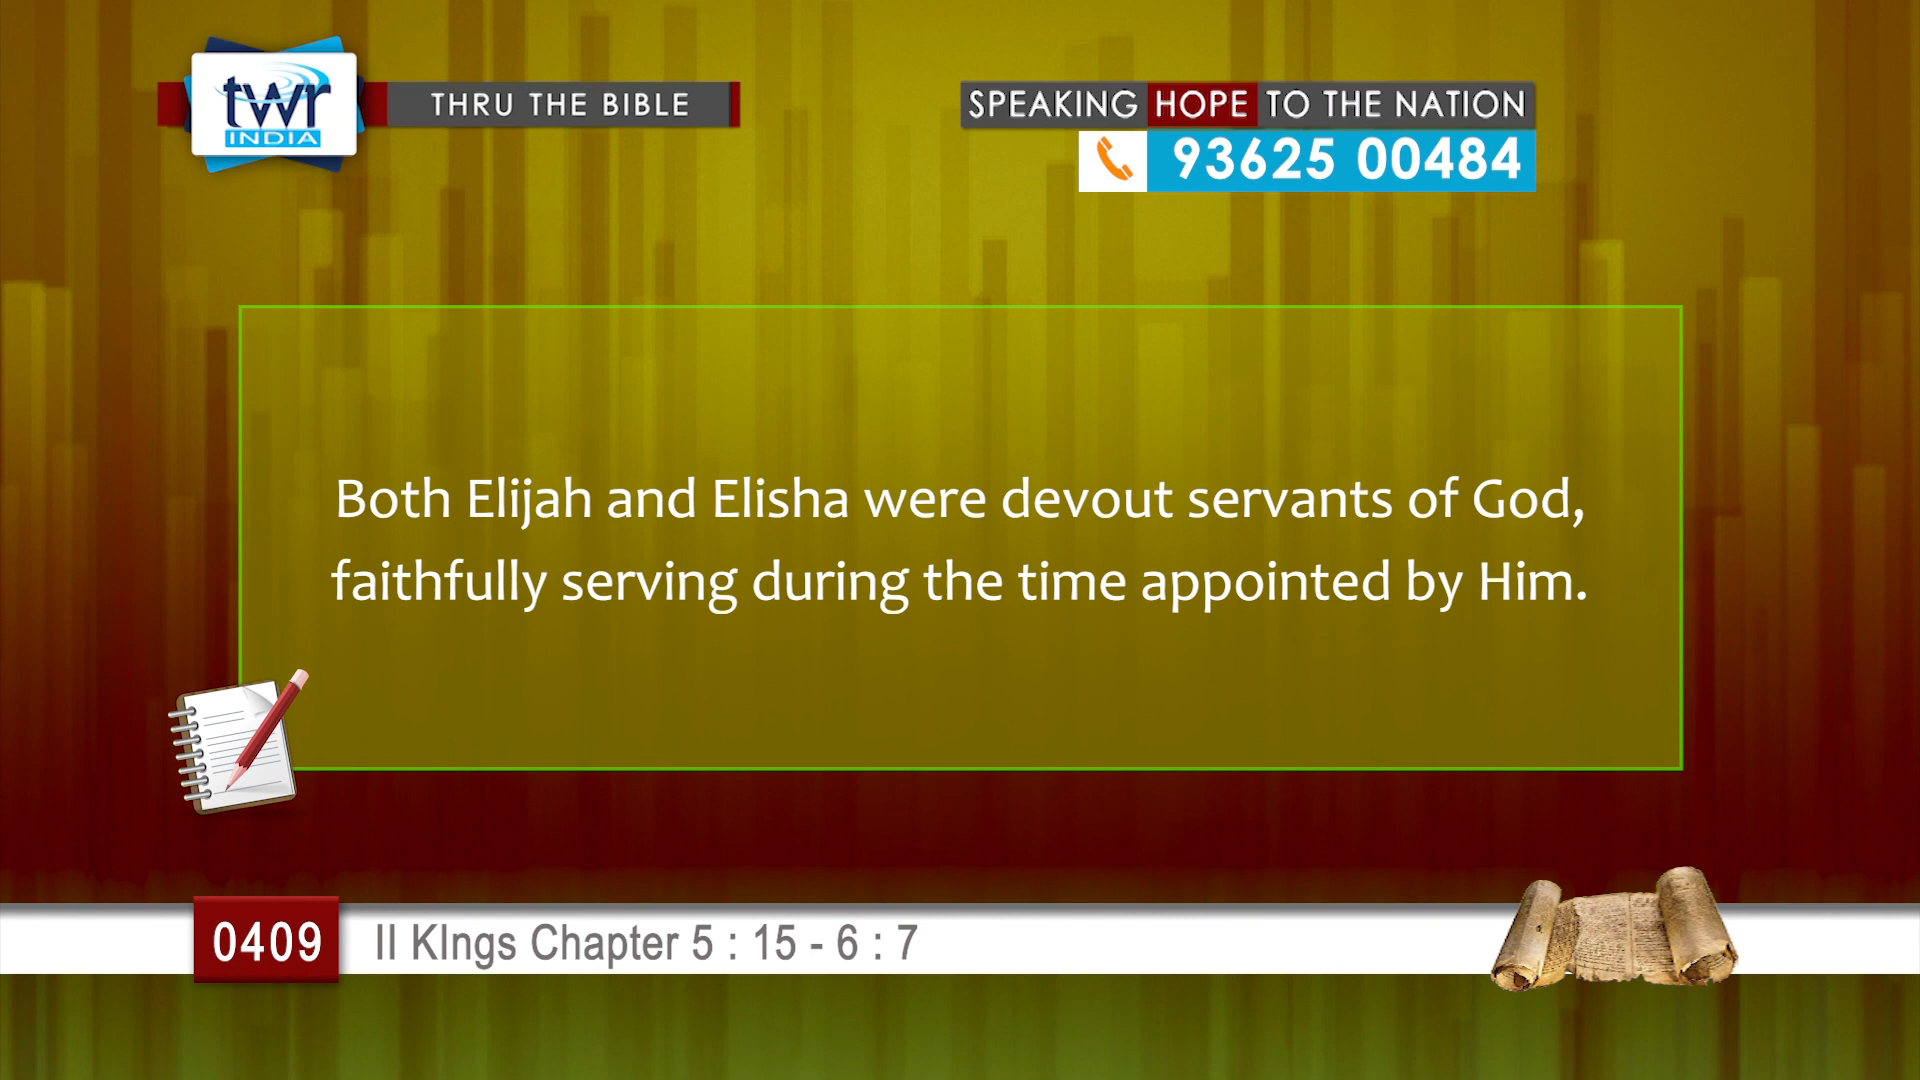 twr
INDIA
THRU THE BIBLE
SPEAKING HOPE TO THE NATION
93625 00484
Both Elijah and Elisha were devout servants of God,
faithfully serving during the time appointed by Him.
0409
II KIngs Chapter 5 : 15 - 6 : 7